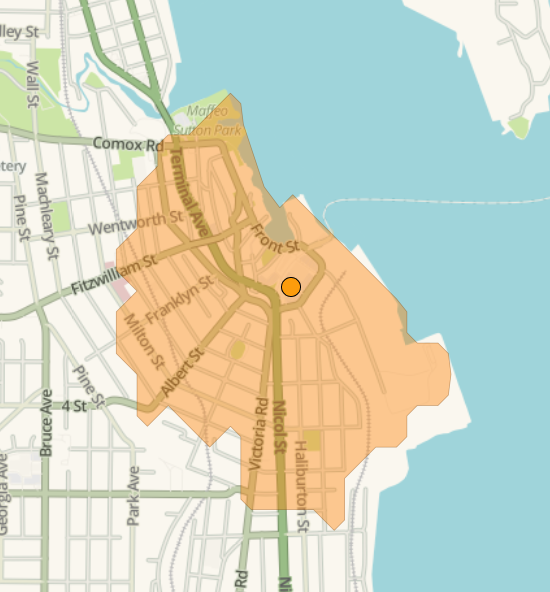 lley St
Wall St
Maffeo
Sutton Park
Comox Rd
tery
Terminal Ave
Machleary St
Pine St
Wentworth St
Front St
Fitzwilliam St
Franklyn St
Milton St
Albert St
Pine St
4 St
Bruce Ave
Nicol St
Victoria Rd
Haliburton St
Georgia Ave
Park Ave
Rd
Ni